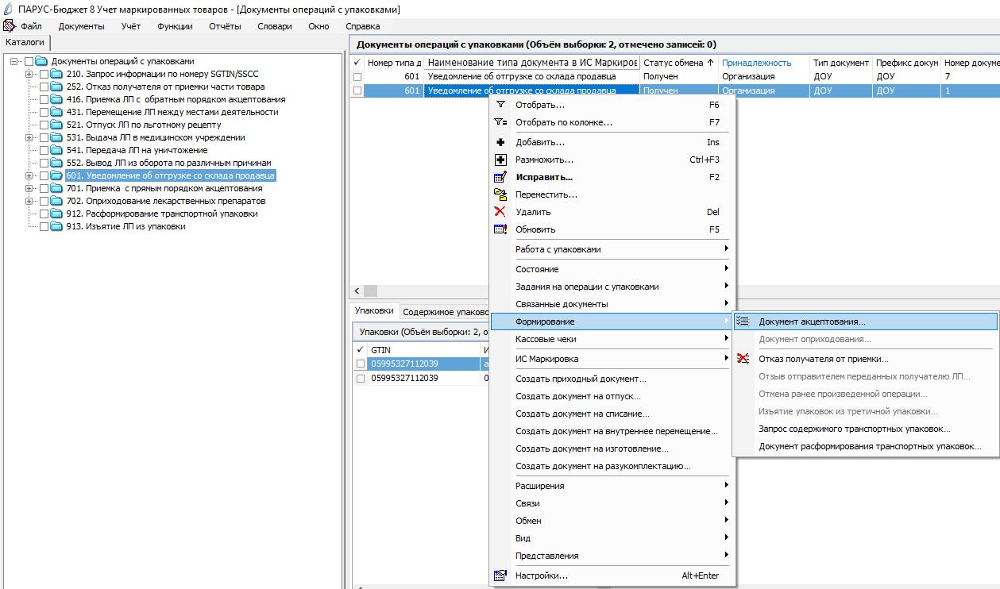 ПАРУС-Бюджет 8 Учет маркированных товаров - [Документы операций с упаковками]
Файл Документы Учёт Функции Отчёты Словари Окно Справка
Каталоги
Документы операций с упаковками
210. Запрос информации по номеру SGTIN/SSCC
252. Отказ получателя от приемки части товара
416. Приемка ЛП с обратным порядком акцептования
431. Перемещение ЛП между местами деятельности
521. Отпуск ЛП по льготному рецепту
531. Выдача ЛП в медицинском учреждении
541. Передача ЛП на уничтожение
552. Вывод ЛП из оборота по различным причинам
601. Уведомление об отгрузке со склада продавца
701. Приемка с прямым порядком акцептования
702. Оприходование лекарственных препаратов
912. Расформирование транспортной упаковки
913. Изъятие ЛП из упаковки
Документы операций с упаковками (Объём выборки: 2, отмечено записей: 0)
Номер типа д Наименование типа документа в ИС Маркиров Статус обмена Принадлежность Тип документ Префикс докум Номер докуме
601 Уведомление об отгрузке со склада продавца Получен Организация ДОУ ДОУ 7
601 Уведомление об отгрузке со склада продавца Получен Организация ДОУ ДОУ 1
Отобрать... F6
Отобрать по колонке... F7
Добавить... Ins
Размножить... Ctrl+F3
Исправить... F2
Переместить...
Удалить Del
Обновить F5
Работа с упаковками
Состояние
Задания на операции с упаковками
Связанные документы
Формирование
Кассовые чеки
ИС Маркировка
Создать приходный документ...
Создать документ на отпуск...
Создать документ на списание...
Создать документ на внутреннее перемещение...
Создать документ на изготовление...
Создать документ на разукомплектацию...
Расширения
Связи
Обмен
Вид
Представления
Настройки... Alt+Enter
Документ акцептования...
Документ оприходования...
Отказ получателя от приемки...
Отзыв отправителем переданных получателю ЛП...
Отмена ранее произведенной операции...
Изъятие упаковок из третичной упаковки...
Запрос содержимого транспортных упаковок...
Документ расформирования транспортных упаковок...
Упаковки Содержимое упаково
Упаковки (Объём выборки: 2, о
GTIN И
05995327112039 a
05995327112039 0